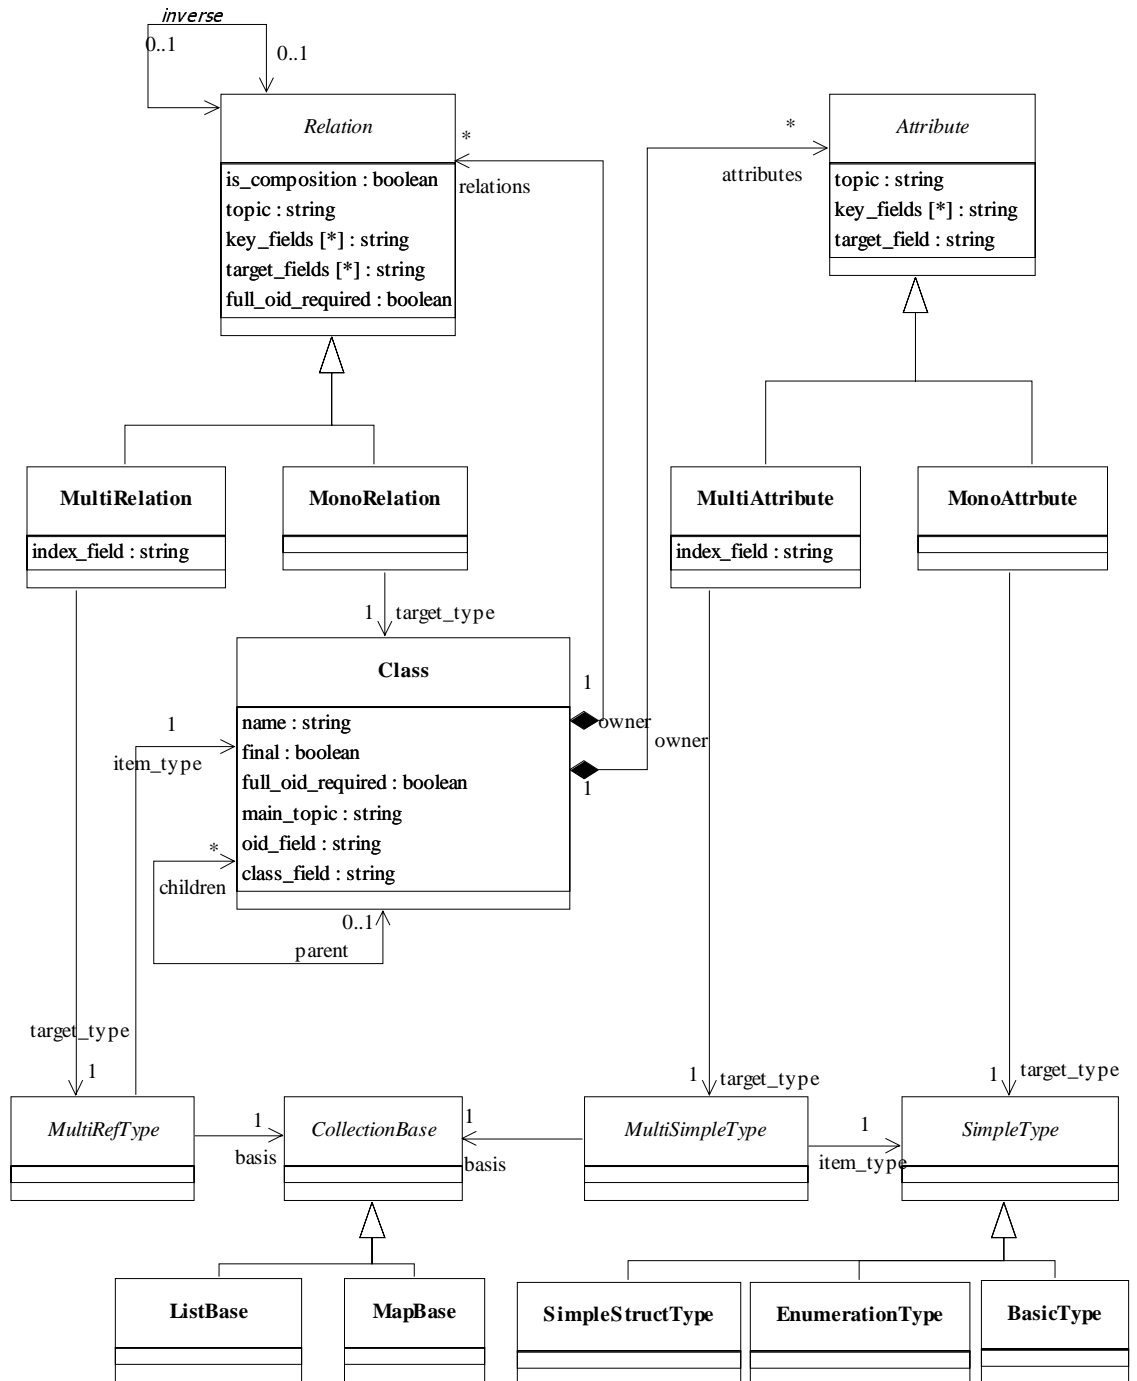 inverse
0..1
0..1
Relation
*
relations
is_composition : boolean
topic : string
key_fields [*] : string
target_fields [*] : string
full_oid_required : boolean
*
attributes
Attribute
topic : string
key_fields [*] : string
target_field : string
MultiRelation
index_field : string
MonoRelation
MultiAttribute
index_field : string
MonoAttrbute
1
target_type
Class
name : string
final : boolean
full_oid_required : boolean
main_topic : string
oid_field : string
class_field : string
1
owner
owner
1
1
item_type
*
children
0..1
parent
target_type
1
1
target_type
1
target_type
MultiRefType
1
basis
CollectionBase
1
basis
MultiSimpleType
1
item_type
SimpleType
ListBase
MapBase
SimpleStructType
EnumerationType
BasicType